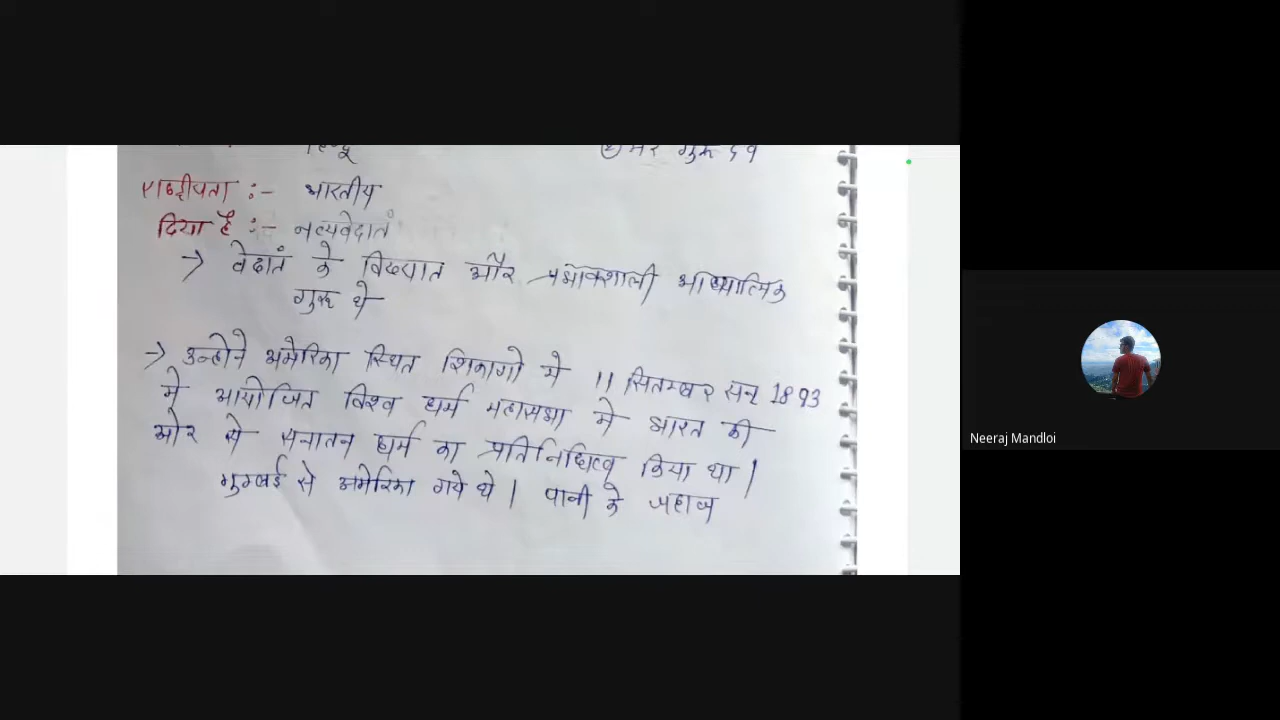 हिन्दू
राष्ट्रीयता :- भारतीय
दिया है :- नव्यवेदातं
→ वेदातं के विख्यात और प्रभावशाली आध्यात्मिक
गुरू थे
→ उन्होने अमेरिका स्थित शिकागो मे 11 सितम्बर सन् 1893
मे आयोजित विश्व धर्म महासभा मे भारत की
ओर से सनातन धर्म का प्रतिनिधित्व किया था |
मुम्बई से अमेरिका गये थे | पानी के जहाज
Neeraj Mandloi